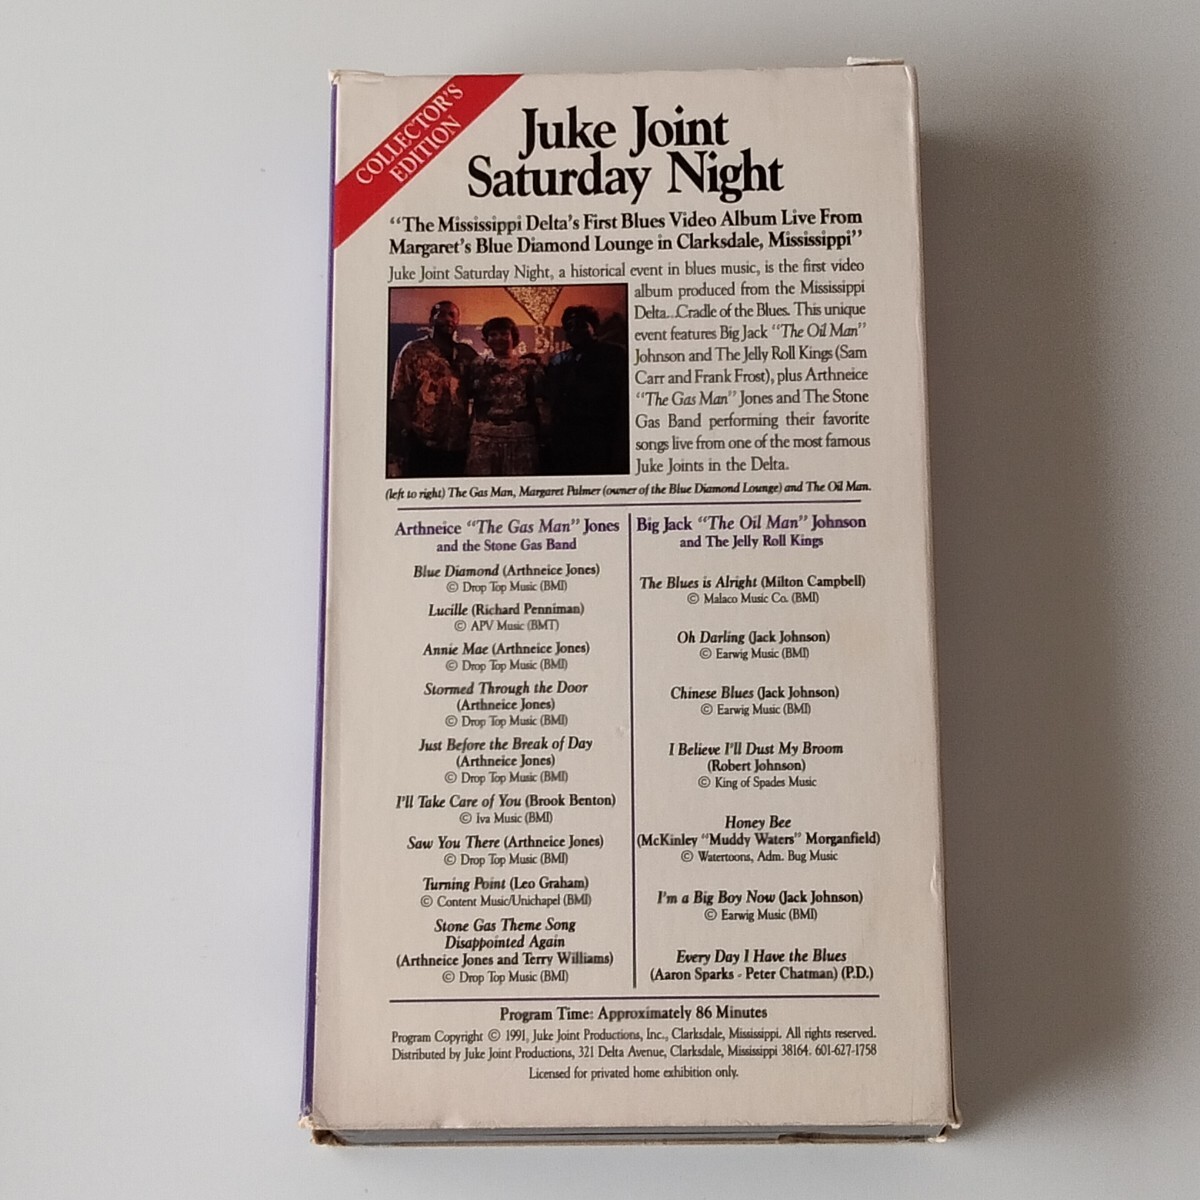 COLLECTOR'S
EDITION
Juke Joint
Saturday Night
"The Mississippi Delta's First Blues Video Album Live From
Margaret's Blue Diamond Lounge in Clarksdale, Mississippi"
Juke Joint Saturday Night, a historical event in blues music, is the first video
album produced from the Mississippi
Delta...Cradle of the Blues. This unique
event features Big Jack "The Oil Man"
Johnson and The Jelly Roll Kings (Sam
Carr and Frank Frost), plus Arthneice
"The Gas Man" Jones and The Stone
Gas Band performing their favorite
songs live from one of the most famous
Juke Joints in the Delta.
(left to right) The Gas Man, Margaret Palmer (owner of the Blue Diamond Lounge) and The Oil Man.
Arthneice "The Gas Man" Jones
and the Stone Gas Band
Blue Diamond (Arthneice Jones)
© Drop Top Music (BMI)
Lucille (Richard Penniman)
© APV Music (BMT)
Annie Mae (Arthneice Jones)
© Drop Top Music (BMI)
Stormed Through the Door
(Arthneice Jones)
© Drop Top Music (BMI)
Just Before the Break of Day
(Arthneice Jones)
© Drop Top Music (BMI)
I'll Take Care of You (Brook Benton)
© Iva Music (BMI)
Saw You There (Arthneice Jones)
© Drop Top Music (BMI)
Turning Point (Leo Graham)
© Content Music/Unichapel (BMI)
Stone Gas Theme Song
Disappointed Again
(Arthneice Jones and Terry Williams)
© Drop Top Music (BMI)
Big Jack "The Oil Man" Johnson
and The Jelly Roll Kings
The Blues is Alright (Milton Campbell)
© Malaco Music Co. (BMI)
Oh Darling (Jack Johnson)
© Earwig Music (BMI)
Chinese Blues (Jack Johnson)
© Earwig Music (BMI)
I Believe I'll Dust My Broom
(Robert Johnson)
© King of Spades Music
Honey Bee
(McKinley "Muddy Waters" Morganfield)
© Watertoons, Adm. Bug Music
I'm a Big Boy Now (Jack Johnson)
© Earwig Music (BMI)
Every Day I Have the Blues
(Aaron Sparks - Peter Chatman) (P.D.)
Program Time: Approximately 86 Minutes
Program Copyright © 1991, Juke Joint Productions, Inc., Clarksdale, Mississippi. All rights reserved.
Distributed by Juke Joint Productions, 321 Delta Avenue, Clarksdale, Mississippi 38164. 601-627-1758
Licensed for private home exhibition only.